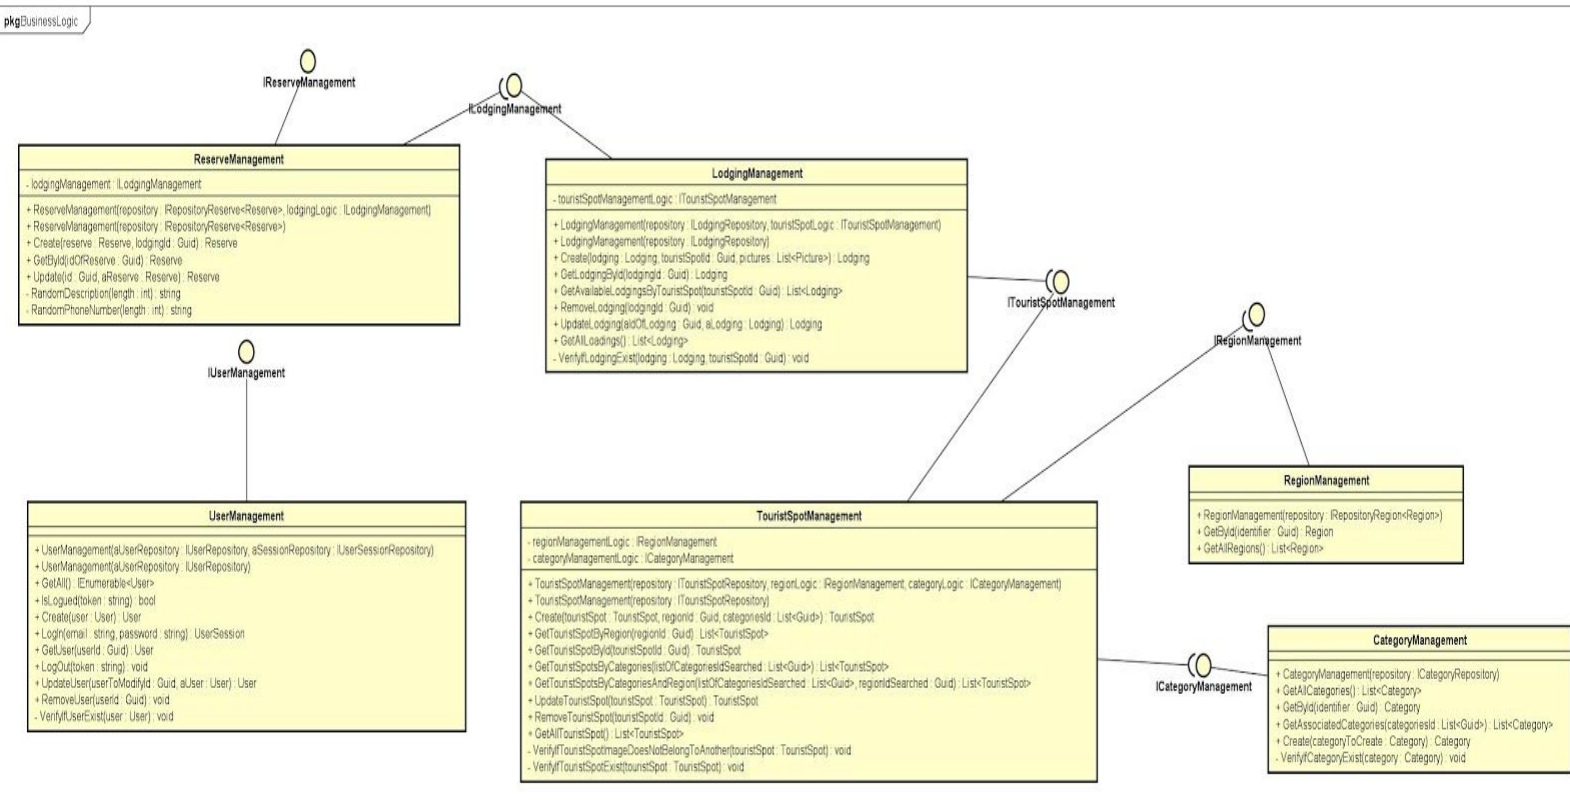 pkg BusinessLogic
IReserveManagement
ILodgingManagement
ReserveManagement
- lodgingManagement : ILodgingManagement
+ ReserveManagement(repository : IRepositoryReserve<Reserve>, lodgingLogic : ILodgingManagement)
+ ReserveManagement(repository : IRepositoryReserve<Reserve>)
+ Create(reserve : Reserve, lodgingId : Guid) : Reserve
+ GetById(idOfReserve : Guid) : Reserve
+ Update(id : Guid, aReserve : Reserve) : Reserve
- RandomDescription(length : int) : string
- RandomPhoneNumber(length : int) : string
LodgingManagement
- touristSpotManagementLogic : ITouristSpotManagement
+ LodgingManagement(repository : ILodgingRepository, touristSpotLogic : ITouristSpotManagement)
+ LodgingManagement(repository : ILodgingRepository)
+ Create(lodging : Lodging, touristSpotId : Guid, pictures : List<Picture>) : Lodging
+ GetLodgingById(lodgingId : Guid) : Lodging
+ GetAvailableLodgingsByTouristSpot(touristSpotId : Guid) : List<Lodging>
+ RemoveLodging(lodgingId : Guid) : void
+ UpdateLodging(aIdOfLodging : Guid, aLodging : Lodging) : Lodging
+ GetAllLoadings() : List<Lodging>
- VerifyIfLodgingExist(lodging : Lodging, touristSpotId : Guid) : void
ITouristSpotManagement
IRegionManagement
IUserManagement
UserManagement
+ UserManagement(aUserRepository : IUserRepository, aSessionRepository : IUserSessionRepository)
+ UserManagement(aUserRepository : IUserRepository)
+ GetAll() : IEnumerable<User>
+ IsLogued(token : string) : bool
+ Create(user : User) : User
+ LogIn(email : string, password : string) : UserSession
+ GetUser(userId : Guid) : User
+ LogOut(token : string) : void
+ UpdateUser(userToModifyId : Guid, aUser : User) : User
+ RemoveUser(userId : Guid) : void
- VerifyIfUserExist(user : User) : void
TouristSpotManagement
- regionManagementLogic : IRegionManagement
- categoryManagementLogic : ICategoryManagement
+ TouristSpotManagement(repository : ITouristSpotRepository, regionLogic : IRegionManagement, categoryLogic : ICategoryManagement)
+ TouristSpotManagement(repository : ITouristSpotRepository)
+ Create(touristSpot : TouristSpot, regionId : Guid, categoriesId : List<Guid>) : TouristSpot
+ GetTouristSpotByRegion(regionId : Guid) : List<TouristSpot>
+ GetTouristSpotById(touristSpotId : Guid) : TouristSpot
+ GetTouristSpotsByCategories(listOfCategoriesIdSearched : List<Guid>) : List<TouristSpot>
+ GetTouristSpotsByCategoriesAndRegion(listOfCategoriesIdSearched : List<Guid>, regionIdSearched : Guid) : List<TouristSpot>
+ UpdateTouristSpot(touristSpot : TouristSpot) : TouristSpot
+ RemoveTouristSpot(touristSpotId : Guid) : void
+ GetAllTouristSpot() : List<TouristSpot>
- VerifyIfTouristSpotImageDoesNotBelongToAnother(touristSpot : TouristSpot) : void
- VerifyIfTouristSpotExist(touristSpot : TouristSpot) : void
RegionManagement
+ RegionManagement(repository : IRepositoryRegion<Region>)
+ GetById(identifier : Guid) : Region
+ GetAllRegions() : List<Region>
ICategoryManagement
CategoryManagement
+ CategoryManagement(repository : ICategoryRepository)
+ GetAllCategories() : List<Category>
+ GetById(identifier : Guid) : Category
+ GetAssociatedCategories(categoriesId : List<Guid>) : List<Category>
+ Create(categoryToCreate : Category) : Category
- VerifyIfCategoryExist(category : Category) : void